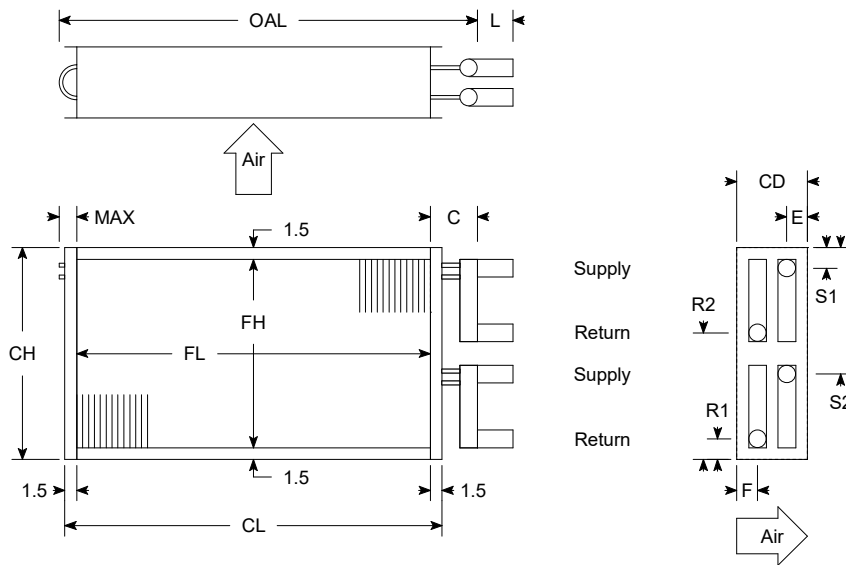 OAL
L
Air
MAX
C
1.5
CD
E
Supply
S1
R2
FH
Return
CH
FL
Supply
S2
R1
Return
1.5
1.5
1.5
F
CL
Air